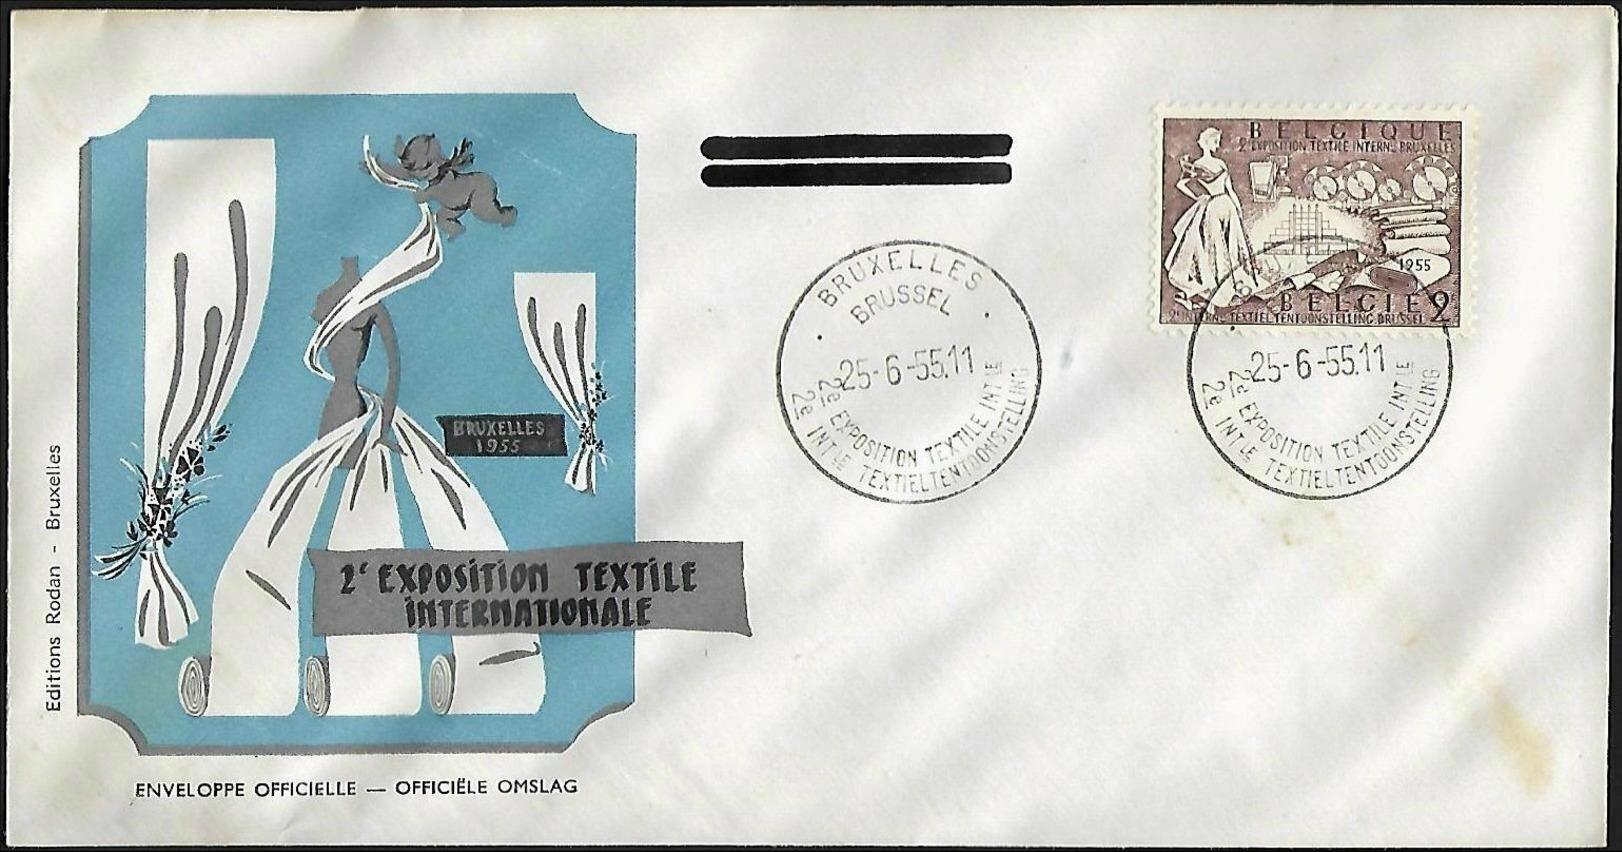 BELGIQUE
2e EXPOSITION TEXTILE INTERNle BRUXELLES
1955
BELGIE 2
2e INTERN. TEXTIELTENTOONSTELLING BRUSSEL
BRUXELLES
BRUSSEL
25-6-55.11
2e EXPOSITION TEXTILE INTLE
2e INTLE TEXTIELTENTOONSTELLING
25-6-55.11
2e EXPOSITION TEXTILE INTLE
2e INTLE TEXTIELTENTOONSTELLING
BRUXELLES
1955
2e EXPOSITION TEXTILE
INTERNATIONALE
Editions Rodan - Bruxelles
ENVELOPPE OFFICIELLE — OFFICIËLE OMSLAG